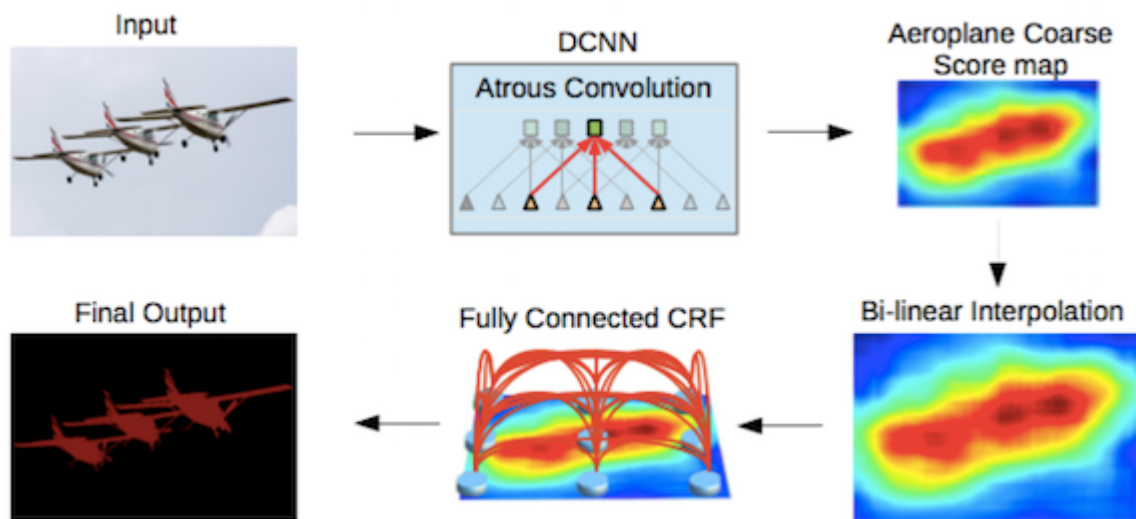 Input
DCNN
Atrous Convolution
Aeroplane Coarse
Score map
Final Output
Fully Connected CRF
Bi-linear Interpolation